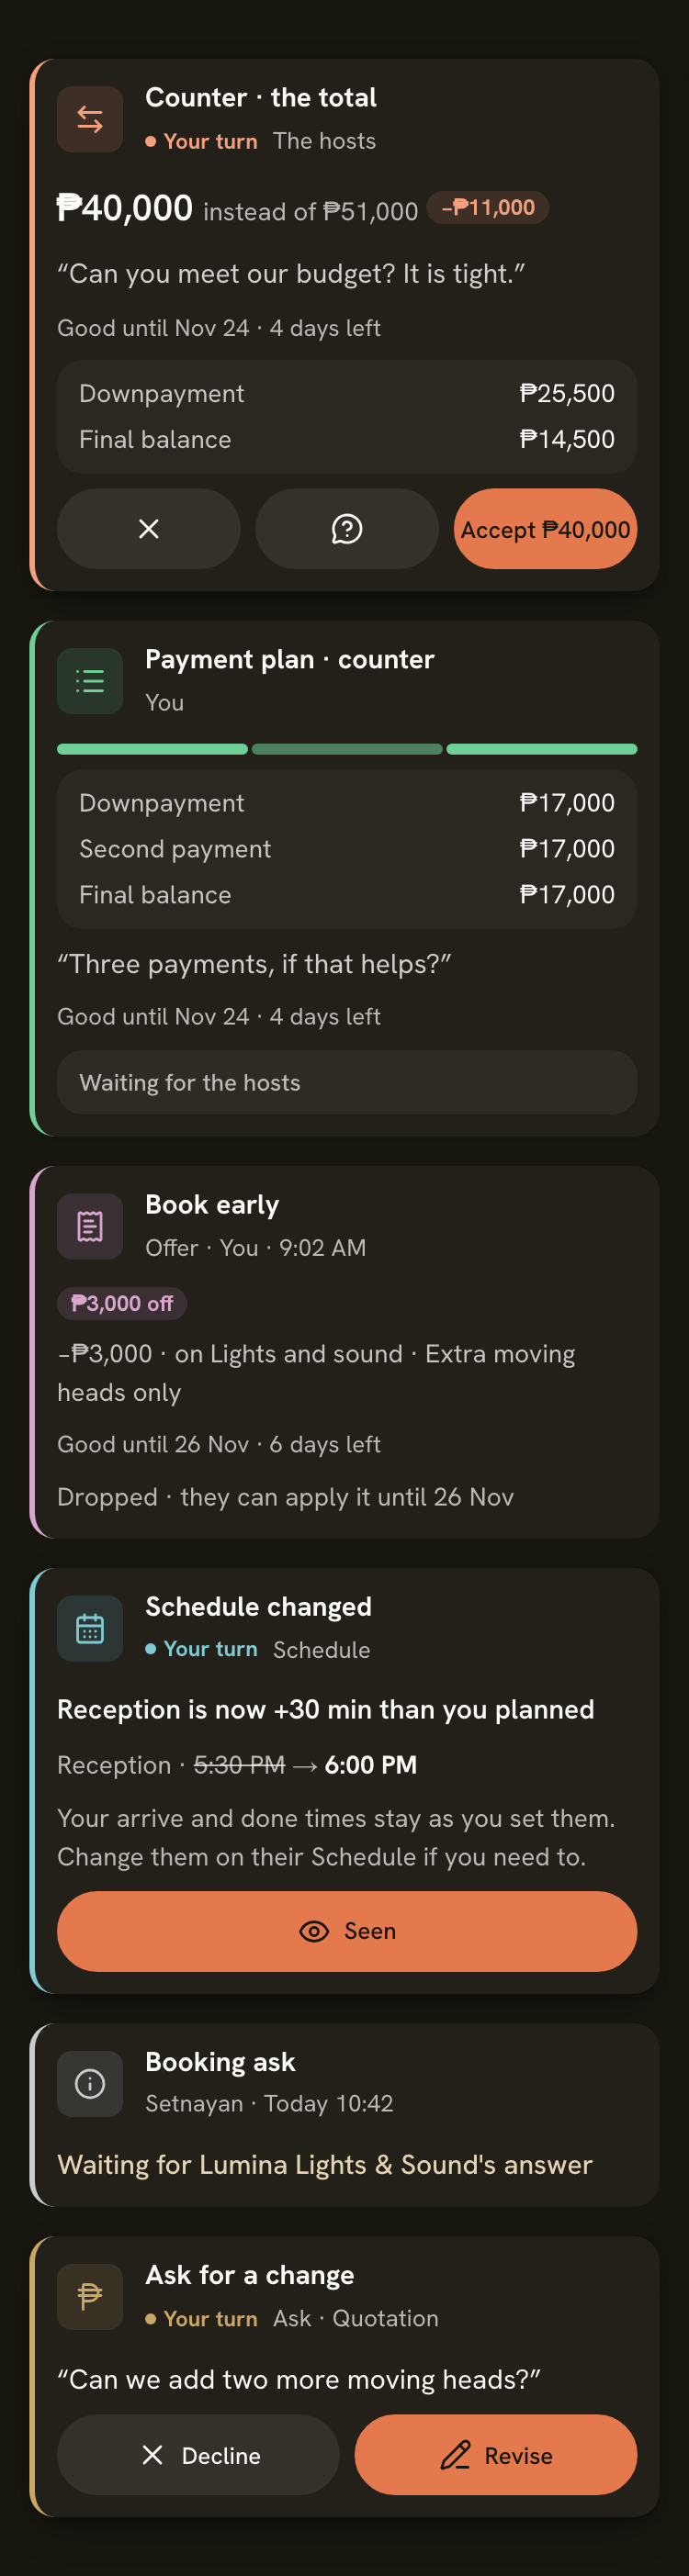 Counter · the total
Your turn The hosts
₱40,000 instead of ₱51,000 −₱11,000
“Can you meet our budget? It is tight.”
Good until Nov 24 · 4 days left
Downpayment ₱25,500
Final balance ₱14,500
Accept ₱40,000
Payment plan · counter
You
Downpayment ₱17,000
Second payment ₱17,000
Final balance ₱17,000
“Three payments, if that helps?”
Good until Nov 24 · 4 days left
Waiting for the hosts
Book early
Offer · You · 9:02 AM
₱3,000 off
−₱3,000 · on Lights and sound · Extra moving
heads only
Good until 26 Nov · 6 days left
Dropped · they can apply it until 26 Nov
Schedule changed
Your turn Schedule
Reception is now +30 min than you planned
Reception · 5:30 PM → 6:00 PM
Your arrive and done times stay as you set them.
Change them on their Schedule if you need to.
Seen
Booking ask
Setnayan · Today 10:42
Waiting for Lumina Lights & Sound's answer
Ask for a change
Your turn Ask · Quotation
“Can we add two more moving heads?”
Decline Revise